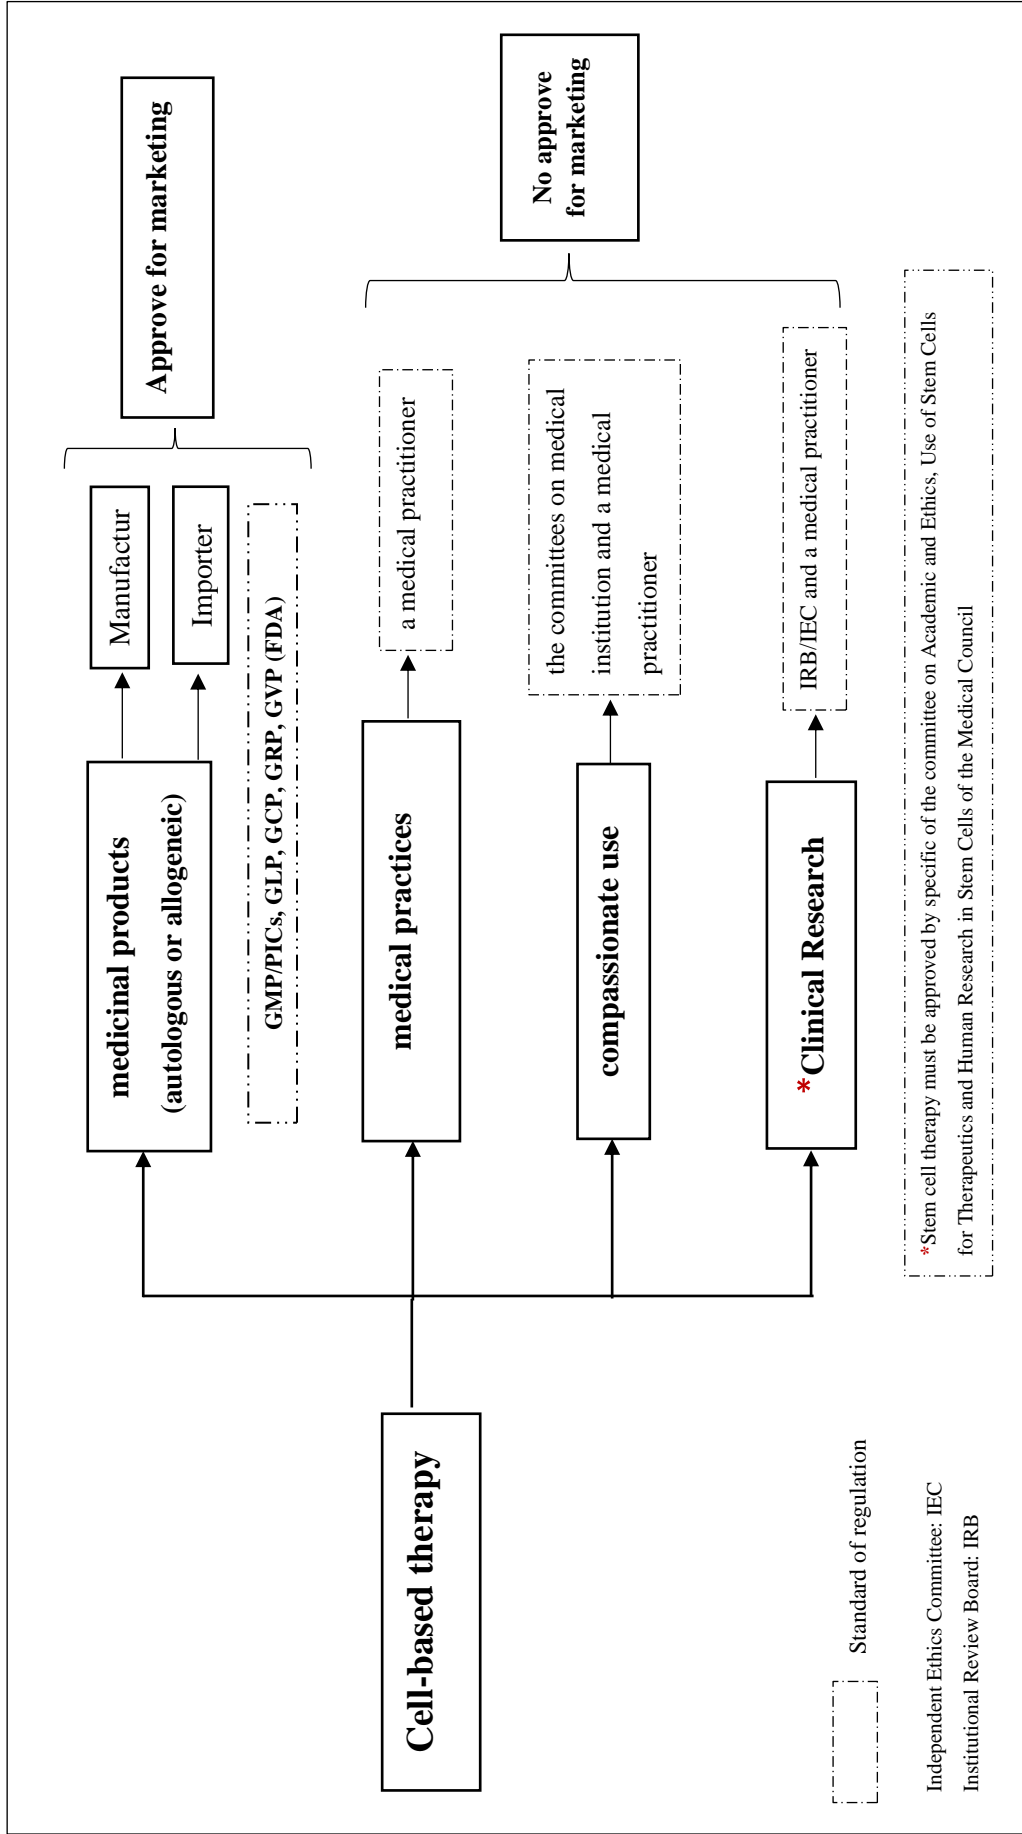 Cell-based therapy
medicinal products
(autologous or allogeneic)
Manufactur
Importer
GMP/PICs, GLP, GCP, GRP, GVP (FDA)
Approve for marketing
medical practices
a medical practitioner
compassionate use
the committees on medical
institution and a medical
practitioner
*Clinical Research
IRB/IEC and a medical practitioner
No approve
for marketing
*Stem cell therapy must be approved by specific of the committee on Academic and Ethics, Use of Stem Cells
for Therapeutics and Human Research in Stem Cells of the Medical Council
Standard of regulation
Independent Ethics Committee: IEC
Institutional Review Board: IRB